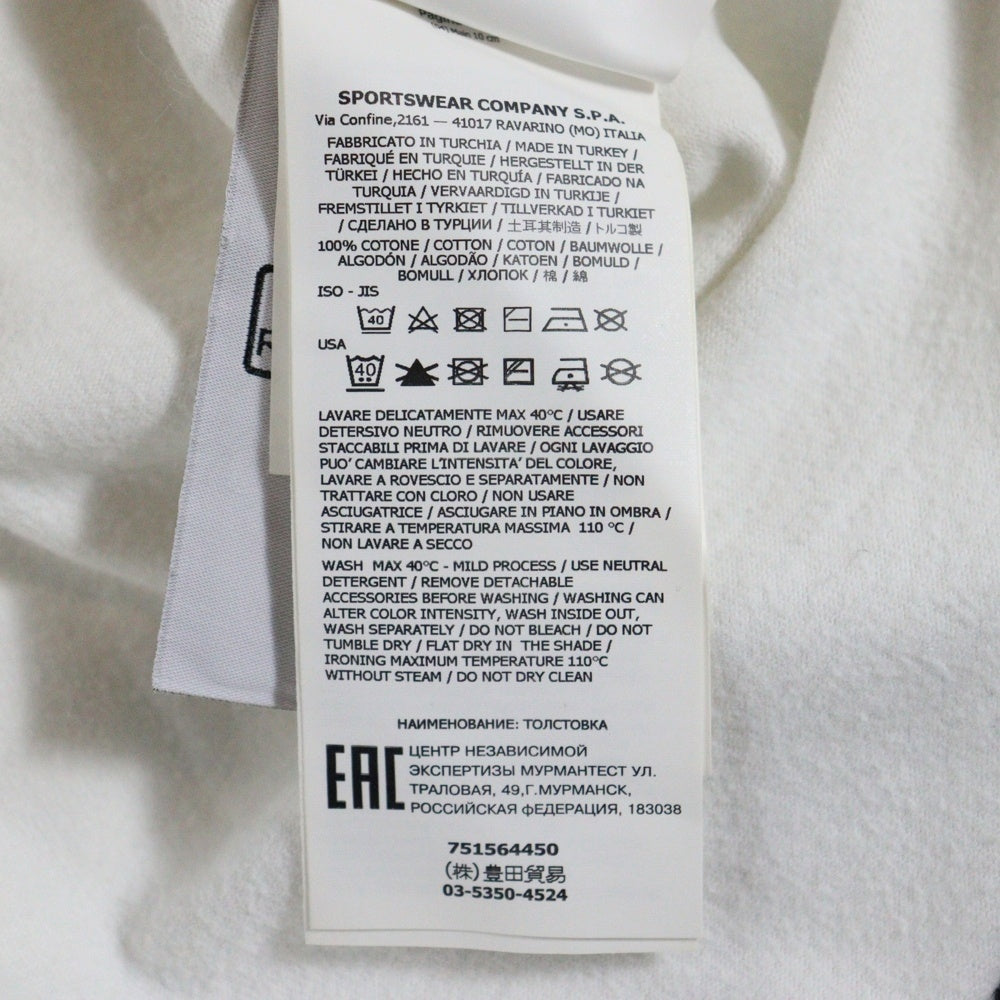 Pagina
10 cm
SPORTSWEAR COMPANY S.P.A.
Via Confine,2161 — 41017 RAVARINO (MO) ITALIA
FABBRICATO IN TURCHIA / MADE IN TURKEY /
FABRIQUÉ EN TURQUIE / HERGESTELLT IN DER
TÜRKEI / HECHO EN TURQUÍA / FABRICADO NA
TURQUIA / VERVAARDIGD IN TURKIJE /
FREMSTILLET I TYRKIET / TILLVERKAD I TURKIET
/ СДЕЛАНО В ТУРЦИИ / 土耳其制造 / トルコ製
100% COTONE / COTTON / COTON / BAUMWOLLE /
ALGODÓN / ALGODÃO / KATOEN / BOMULD /
BOMULL / ХЛОПОК / 棉 / 綿
ISO - JIS
40
USA
40
LAVARE DELICATAMENTE MAX 40°C / USARE
DETERSIVO NEUTRO / RIMUOVERE ACCESSORI
STACCABILI PRIMA DI LAVARE / OGNI LAVAGGIO
PUO' CAMBIARE L'INTENSITA' DEL COLORE,
LAVARE A ROVESCIO E SEPARATAMENTE / NON
TRATTARE CON CLORO / NON USARE
ASCIUGATRICE / ASCIUGARE IN PIANO IN OMBRA /
STIRARE A TEMPERATURA MASSIMA 110 °C /
NON LAVARE A SECCO
WASH MAX 40°C - MILD PROCESS / USE NEUTRAL
DETERGENT / REMOVE DETACHABLE
ACCESSORIES BEFORE WASHING / WASHING CAN
ALTER COLOR INTENSITY, WASH INSIDE OUT,
WASH SEPARATELY / DO NOT BLEACH / DO NOT
TUMBLE DRY / FLAT DRY IN THE SHADE /
IRONING MAXIMUM TEMPERATURE 110°C
WITHOUT STEAM / DO NOT DRY CLEAN
НАИМЕНОВАНИЕ: ТОЛСТОВКА
EAC
ЦЕНТР НЕЗАВИСИМОЙ
ЭКСПЕРТИЗЫ МУРМАНТЕСТ УЛ.
ТРАЛОВАЯ, 49,Г.МУРМАНСК,
РОССИЙСКАЯ фЕДЕРАЦИЯ, 183038
751564450
(株)豊田貿易
03-5350-4524